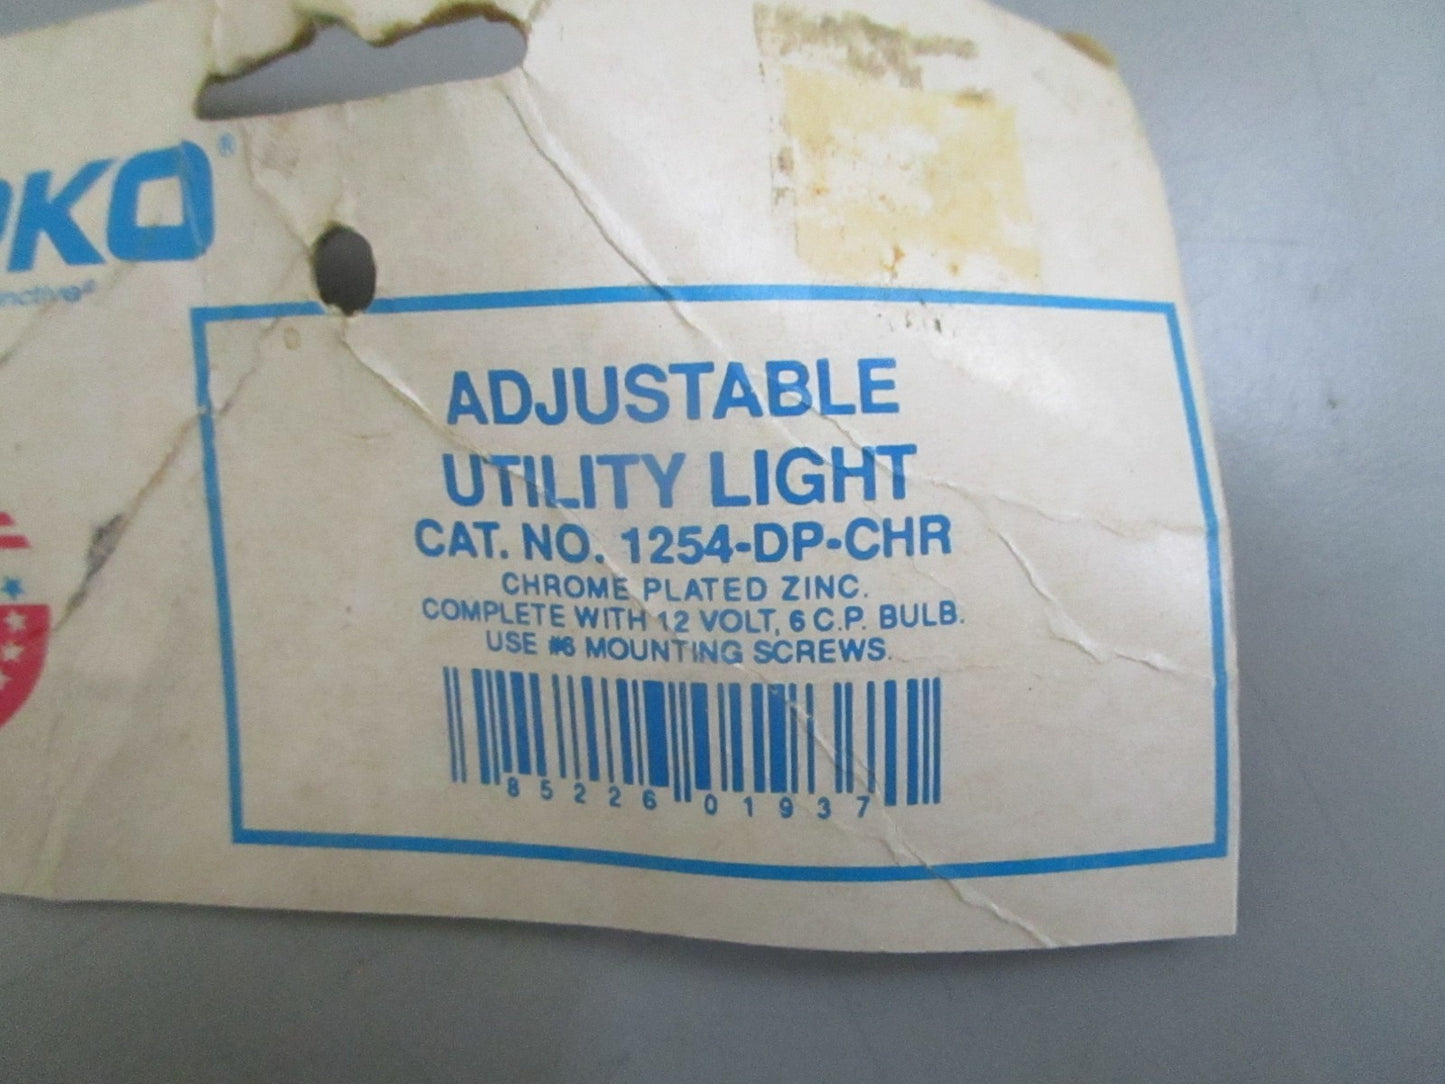 PKO®
ADJUSTABLE
UTILITY LIGHT
CAT. NO. 1254-DP-CHR
CHROME PLATED ZINC.
COMPLETE WITH 12 VOLT, 6 C.P. BULB.
USE #6 MOUNTING SCREWS.
85226 01937